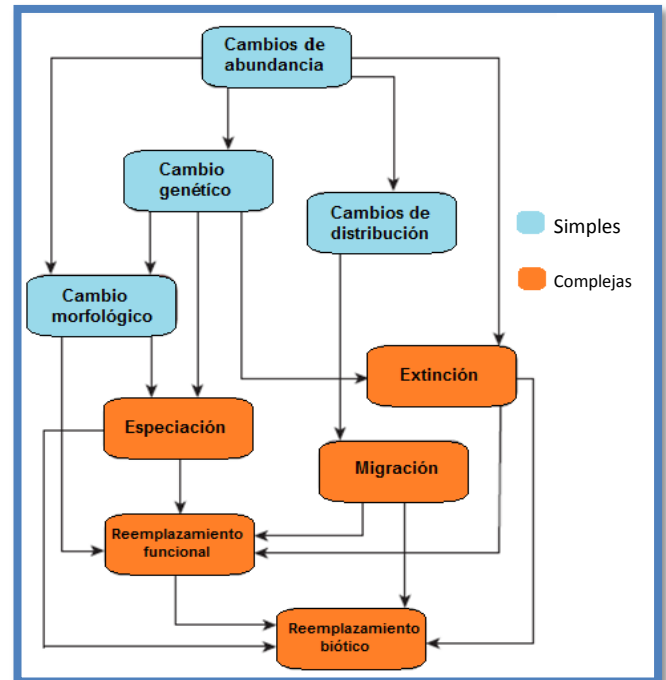 Cambios de
abundancia
Cambio
genético
Cambios de
distribución
Simples
Complejas
Cambio
morfológico
Extinción
Especiación
Migración
Reemplazamiento
funcional
Reemplazamiento
biótico